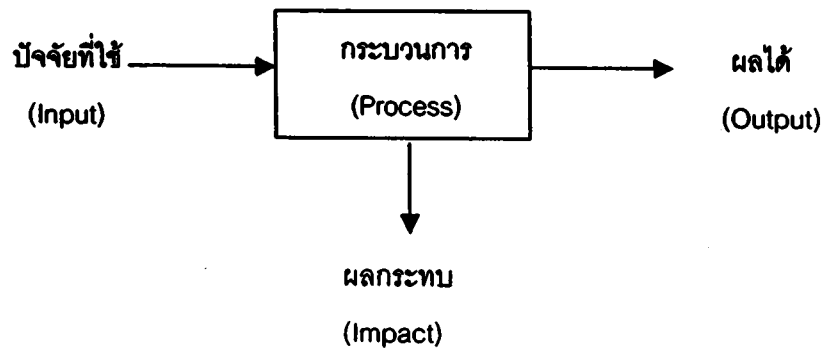 ปัจจัยที่ใช้
(Input)
กระบวนการ
(Process)
ผลได้
(Output)
ผลกระทบ
(Impact)